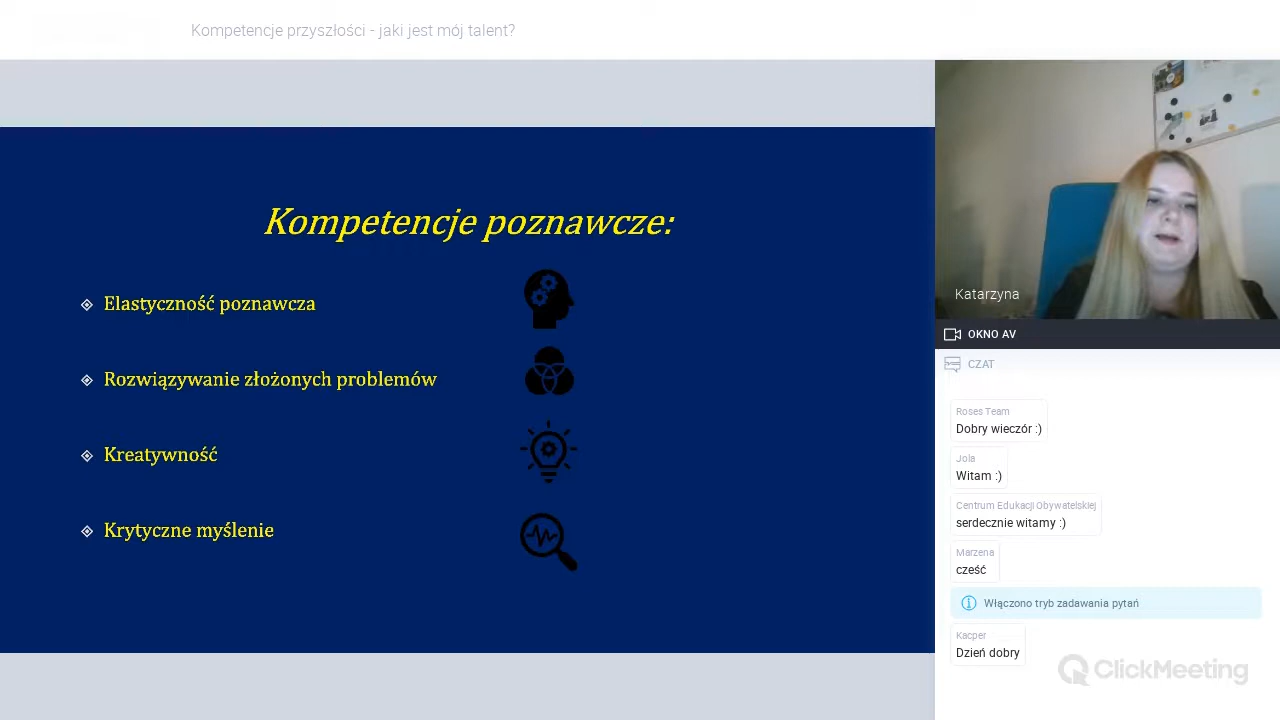 Kompetencje przyszłości - jaki jest mój talent?
Kompetencje poznawcze:
Elastyczność poznawcza
Rozwiązywanie złożonych problemów
Kreatywność
Krytyczne myślenie
Katarzyna
OKNO AV
CZAT
Roses Team
Dobry wieczór :)
Jola
Witam :)
Centrum Edukacji Obywatelskiej
serdecznie witamy :)
Marzena
cześć
Włączono tryb zadawania pytań
Kacper
Dzień dobry
ClickMeeting